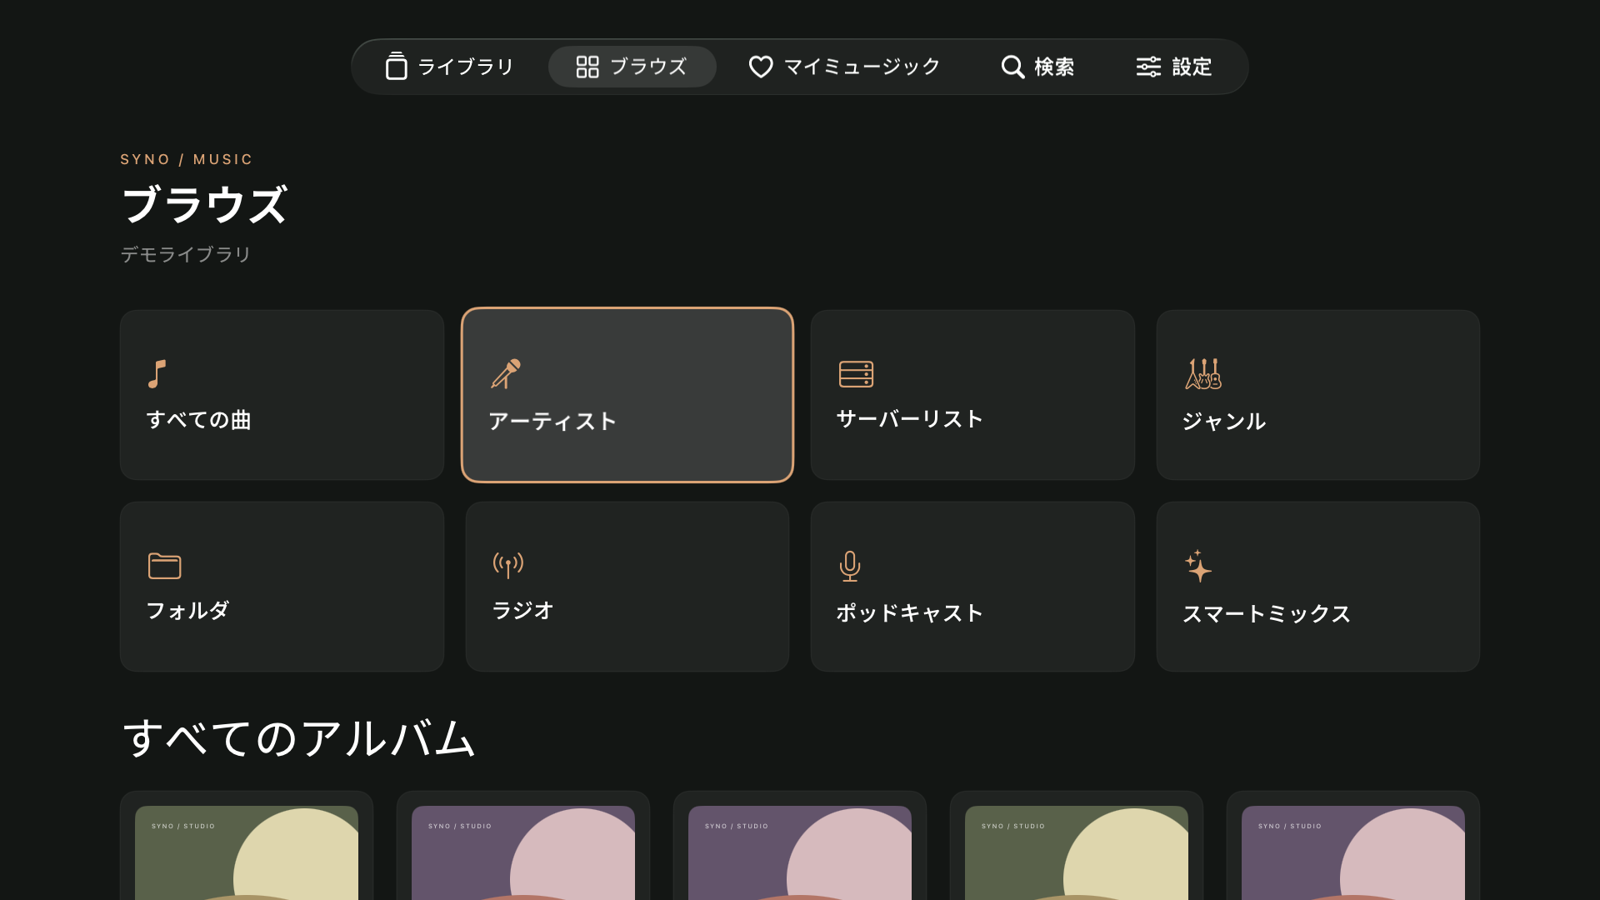 ライブラリ
ブラウズ
マイミュージック
検索
設定
SYNO / MUSIC
ブラウズ
デモライブラリ
すべての曲
アーティスト
サーバーリスト
ジャンル
フォルダ
ラジオ
ポッドキャスト
スマートミックス
すべてのアルバム
SYNO / STUDIO
SYNO / STUDIO
SYNO / STUDIO
SYNO / STUDIO
SYNO / STUDIO